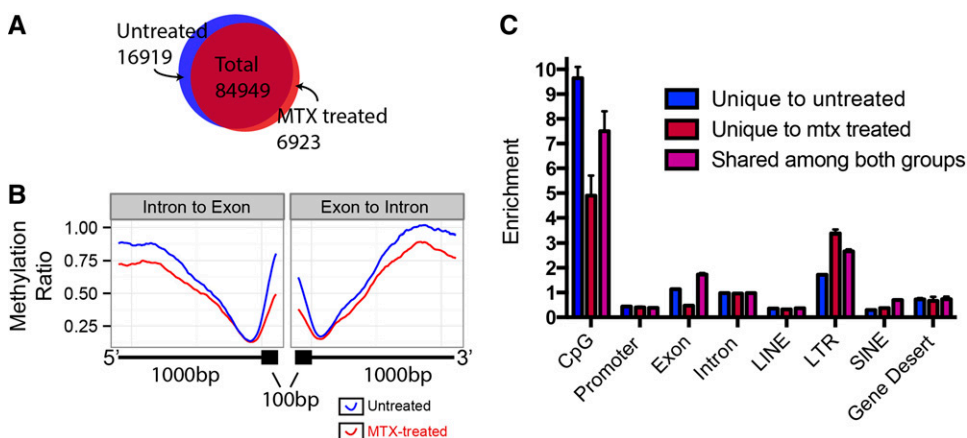 A
Untreated
16919
Total
84949
MTX treated
6923
B
Intron to Exon
Exon to Intron
Methylation
Ratio
1.00
0.75
0.50
0.25
5’
3’
1000bp
1000bp
100bp
Untreated
MTX-treated
C
Enrichment
10
9
8
7
6
5
4
3
2
1
0
Unique to untreated
Unique to mtx treated
Shared among both groups
CpG
Promoter
Exon
Intron
LINE
LTR
SINE
Gene Desert